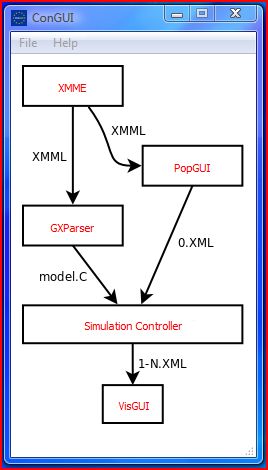 ConGUI
File Help
XMME
XMML
XMML
PopGUI
GXParser
0.XML
model.C
Simulation Controller
1-N.XML
VisGUI